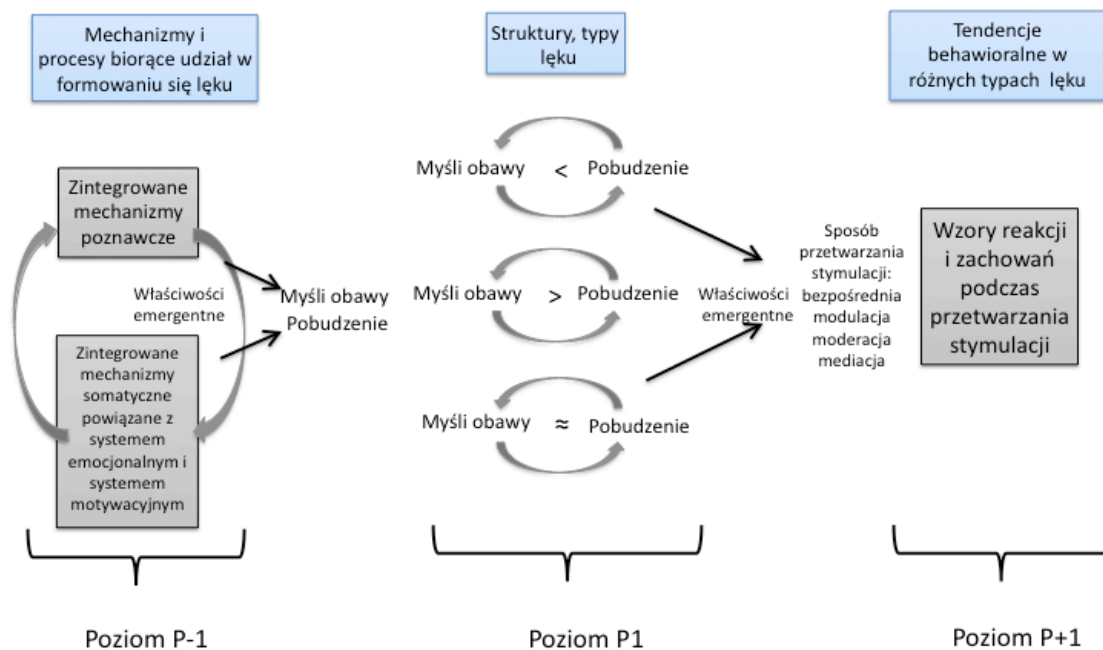 Mechanizmy i
procesy biorące udział w
formowaniu się lęku
Struktury, typy
lęku
Tendencje
behawioralne w
różnych typach lęku
Zintegrowane
mechanizmy
poznawcze
Właściwości
emergentne
Myśli obawy
Pobudzenie
Zintegrowane
mechanizmy
somatyczne
powiązane z
systemem
emocjonalnym i
systemem
motywacyjnym
Myśli obawy < Pobudzenie
Myśli obawy > Pobudzenie
Myśli obawy ≈ Pobudzenie
Właściwości
emergentne
Sposób
przetwarzania
stymulacji:
bezpośrednia
modulacja
moderacja
mediacja
Wzory reakcji
i zachowań
podczas
przetwarzania
stymulacji
Poziom P-1
Poziom P1
Poziom P+1